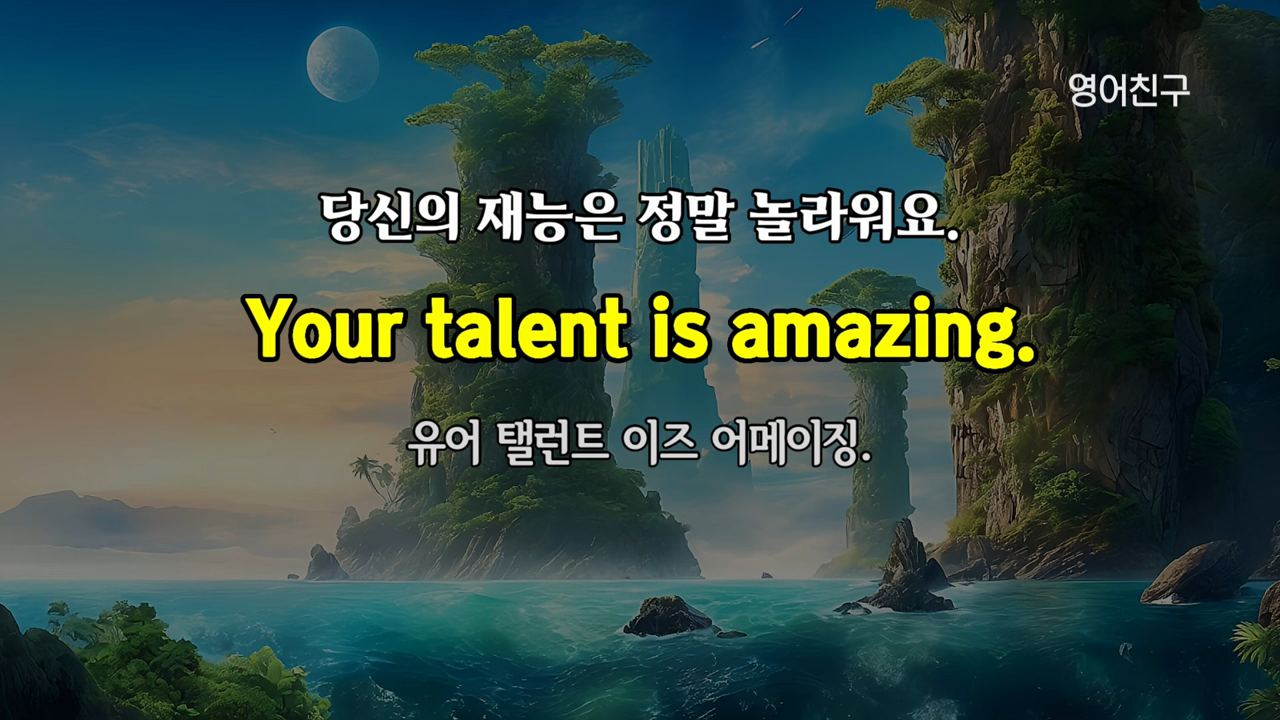 영어친구
당신의 재능은 정말 놀라워요.
Your talent is amazing.
유어 탤런트 이즈 어메이징.